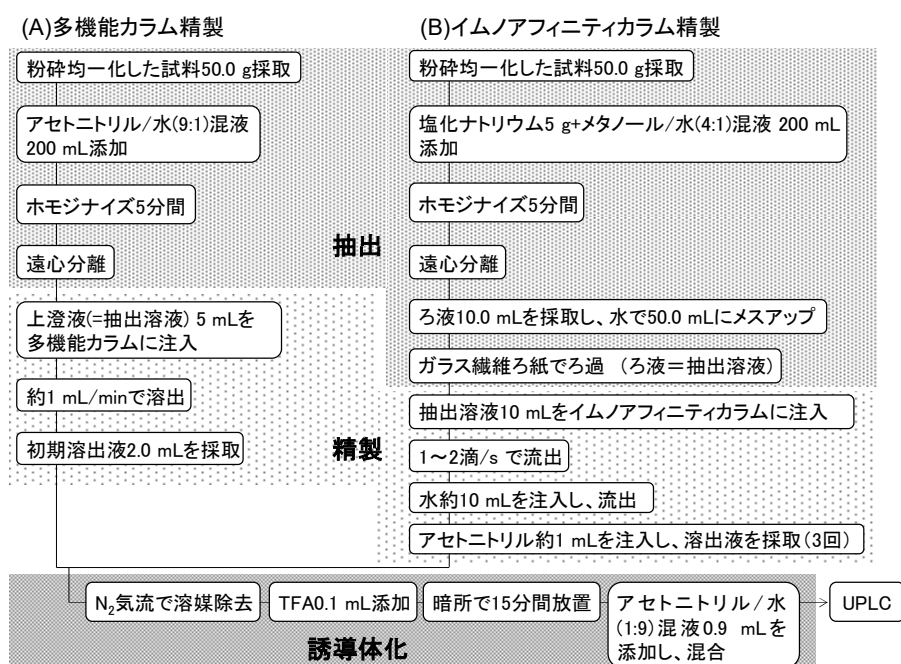 (A)多機能カラム精製
粉砕均一化した試料50.0 g採取
アセトニトリル/水(9:1)混液
200 mL添加
ホモジナイズ5分間
遠心分離
抽出
上澄液(=抽出溶液) 5 mLを
多機能カラムに注入
約1 mL/minで溶出
初期溶出液2.0 mLを採取
精製
(B)イムノアフィニティカラム精製
粉砕均一化した試料50.0 g採取
塩化ナトリウム5 g+メタノール/水(4:1)混液 200 mL
添加
ホモジナイズ5分間
遠心分離
ろ液10.0 mLを採取し、水で50.0 mLにメスアップ
ガラス繊維ろ紙でろ過 (ろ液=抽出溶液)
抽出溶液10 mLをイムノアフィニティカラムに注入
1~2滴/s で流出
水約10 mLを注入し、流出
アセトニトリル約1 mLを注入し、溶出液を採取(3回)
N2気流で溶媒除去
TFA0.1 mL添加
暗所で15分間放置
アセトニトリル/水
(1:9)混液0.9 mLを
添加し、混合
UPLC
誘導体化